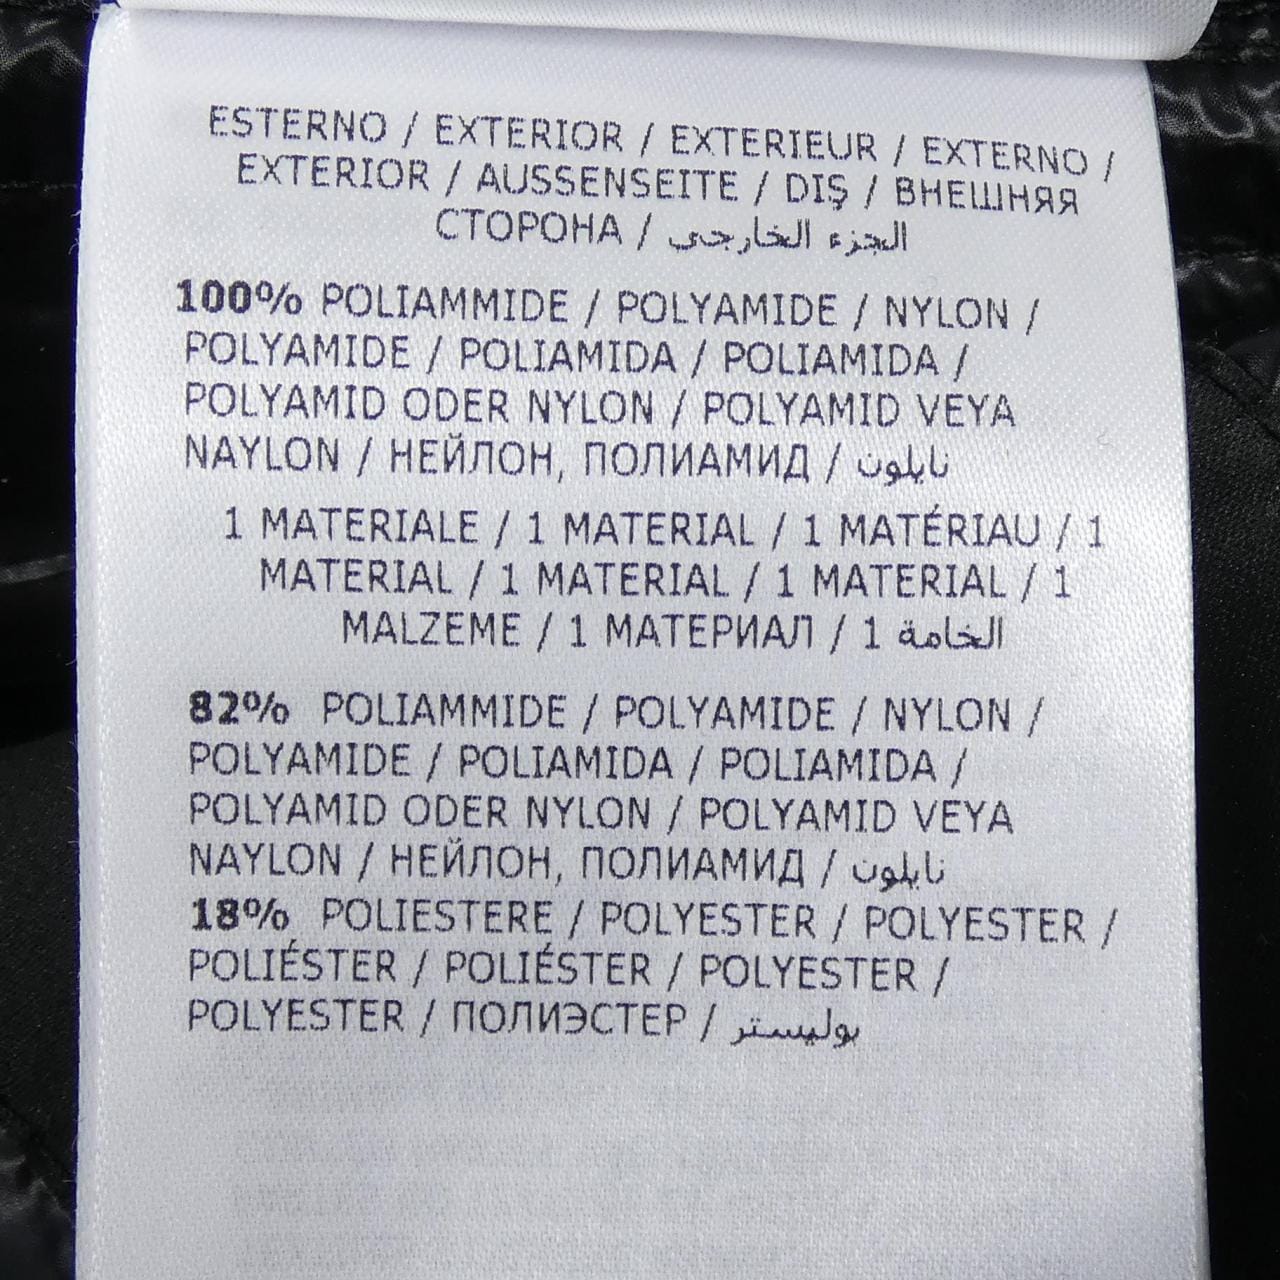 ESTERNO / EXTERIOR / EXTERIEUR / EXTERNO /
EXTERIOR / AUSSENSEITE / DIŞ / ВНЕШНЯЯ
СТОРОНА / الجزء الخارجي
100% POLIAMMIDE / POLYAMIDE / NYLON /
POLYAMIDE / POLIAMIDA / POLIAMIDA /
POLYAMID ODER NYLON / POLYAMID VEYA
NAYLON / НЕЙЛОН, ПОЛИАМИД / نايلون
1 MATERIALE / 1 MATERIAL / 1 MATÉRIAU / 1
MATERIAL / 1 MATERIAL / 1 MATERIAL / 1
MALZEME / 1 МАТЕРИАЛ / 1 الخامة
82% POLIAMMIDE / POLYAMIDE / NYLON /
POLYAMIDE / POLIAMIDA / POLIAMIDA /
POLYAMID ODER NYLON / POLYAMID VEYA
NAYLON / НЕЙЛОН, ПОЛИАМИД / نايلون
18% POLIESTERE / POLYESTER / POLYESTER /
POLIÉSTER / POLIÉSTER / POLYESTER /
POLYESTER / ПОЛИЭСТЕР / بوليستر